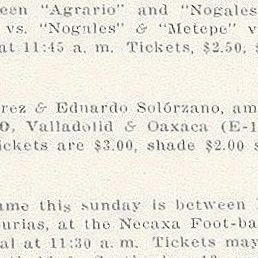 een "Agrario" and "Nogales
vs. "Nogales" & "Metepe" v
at 11:45 a. m. Tickets, $2.50, $
rez & Eduardo Solórzano, am
O, Valladolid & Oaxaca (E-1
ickets are $3.00, shade $2.00 s
ame this sunday is between
urias, at the Necaxa Foot-ba
al at 11:30 a. m. Tickets may